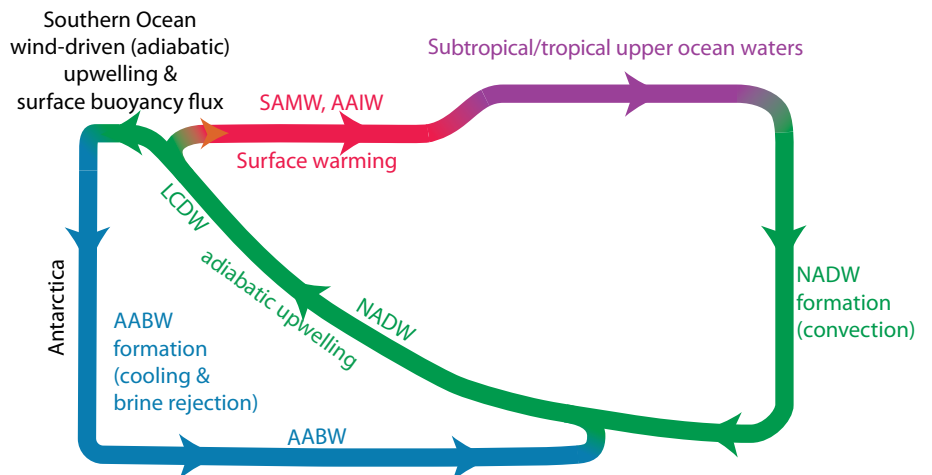 Southern Ocean
wind-driven (adiabatic)
upwelling &
surface buoyancy flux
Subtropical/tropical upper ocean waters
SAMW, AAIW
Surface warming
LCDW
adiabatic upwelling
NADW
NADW
formation
(convection)
Antarctica
AABW
formation
(cooling &
brine rejection)
AABW